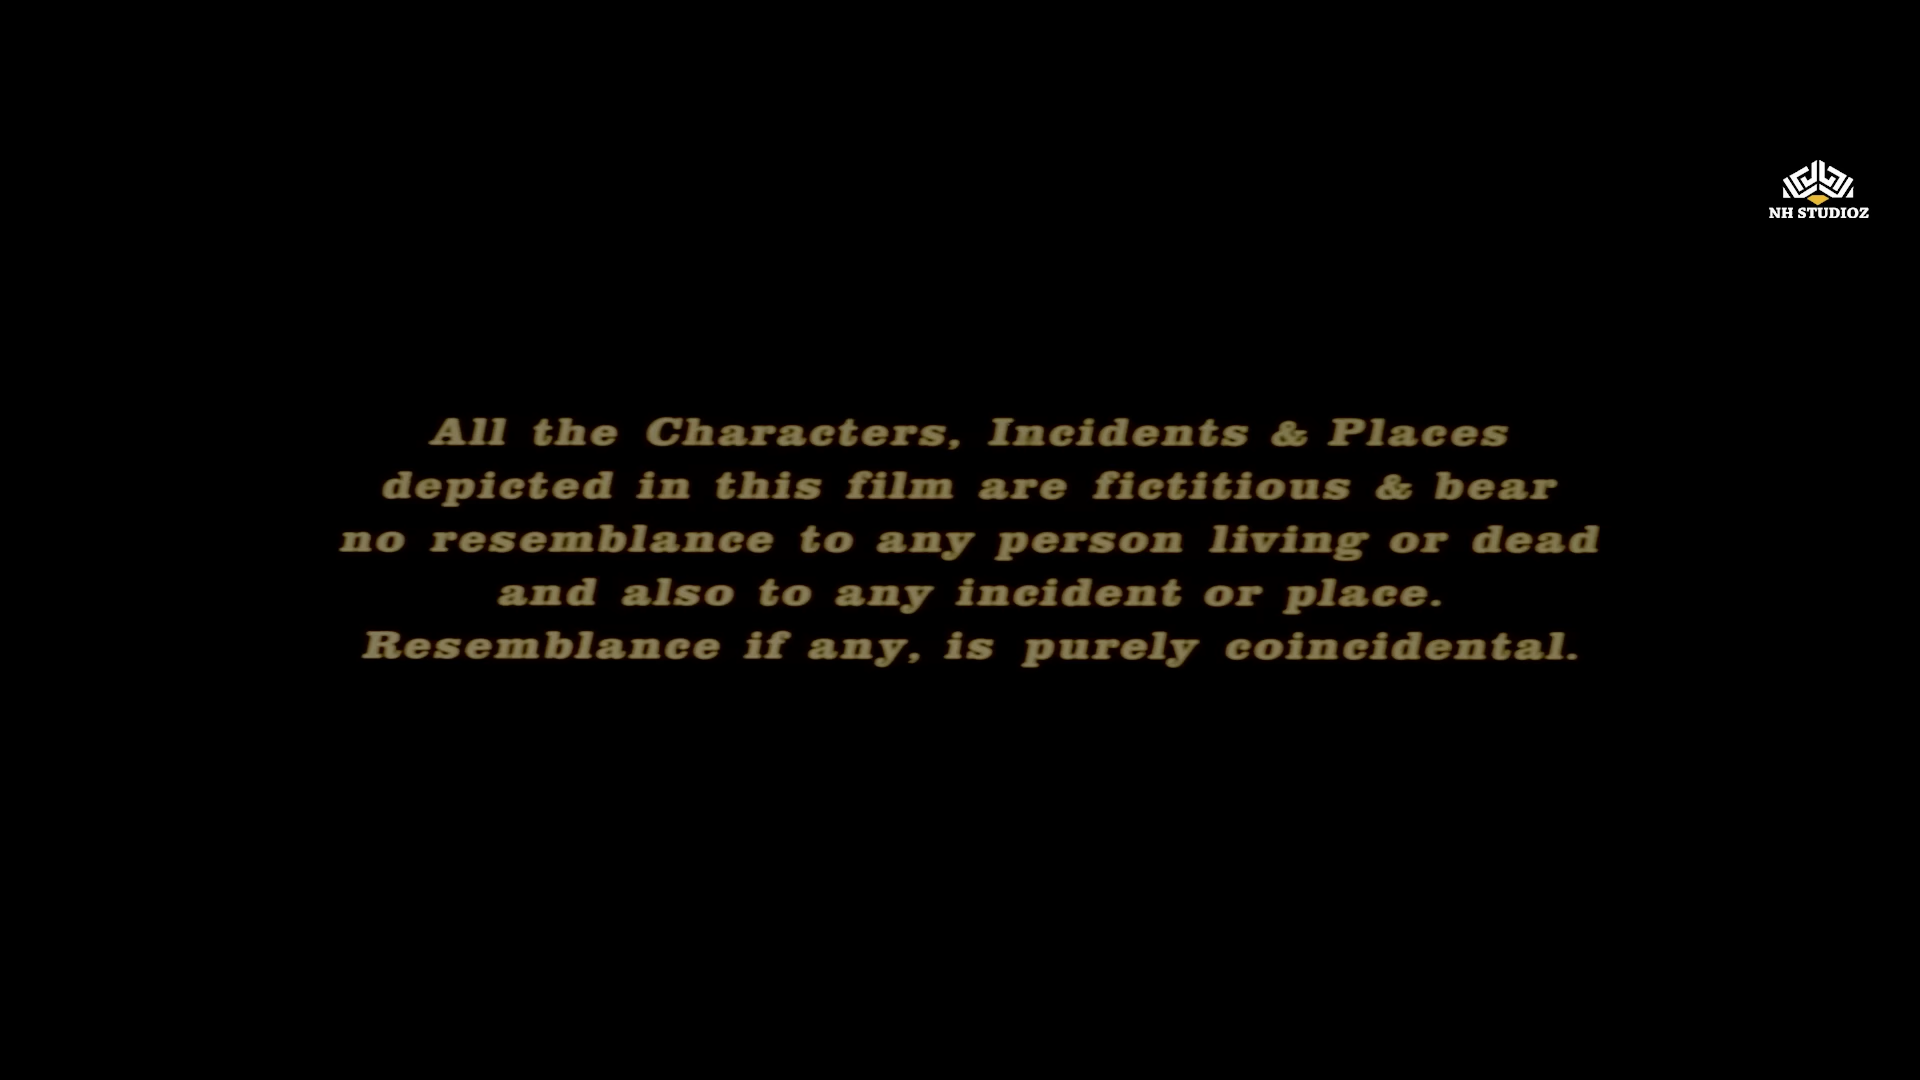 NH STUDIOZ
All the Characters, Incidents & Places
depicted in this film are fictitious & bear
no resemblance to any person living or dead
and also to any incident or place.
Resemblance if any, is purely coincidental.